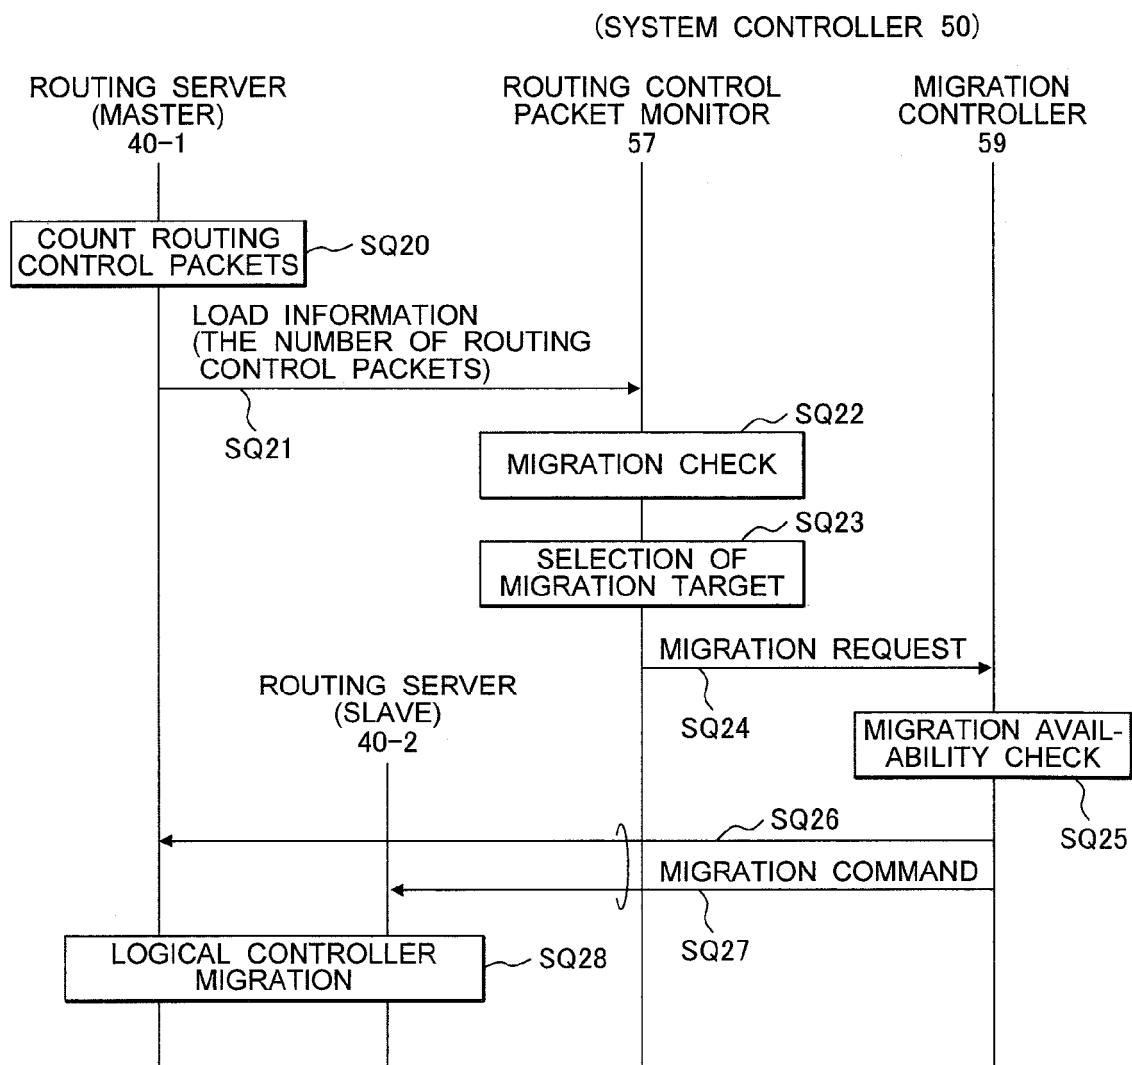 (SYSTEM CONTROLLER 50)
ROUTING SERVER
(MASTER)
40-1
ROUTING CONTROL
PACKET MONITOR
57
MIGRATION
CONTROLLER
59
COUNT ROUTING
CONTROL PACKETS
SQ20
LOAD INFORMATION
(THE NUMBER OF ROUTING
CONTROL PACKETS)
SQ21
SQ22
MIGRATION CHECK
SQ23
SELECTION OF
MIGRATION TARGET
MIGRATION REQUEST
SQ24
ROUTING SERVER
(SLAVE)
40-2
MIGRATION AVAIL-
ABILITY CHECK
SQ25
SQ26
MIGRATION COMMAND
SQ27
LOGICAL CONTROLLER
MIGRATION
SQ28